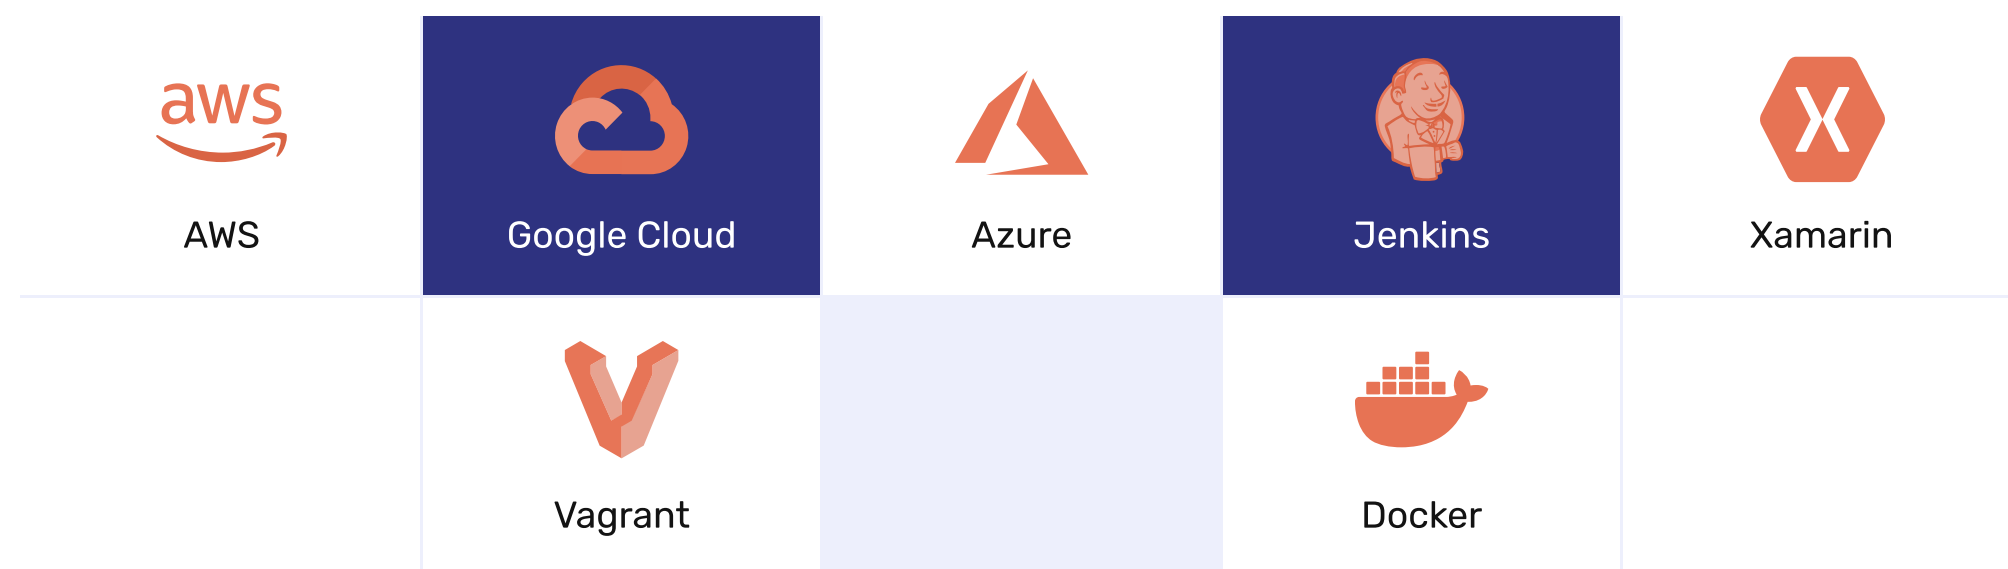 aws
AWS
Google Cloud
Azure
Jenkins
X
Xamarin
Vagrant
Docker